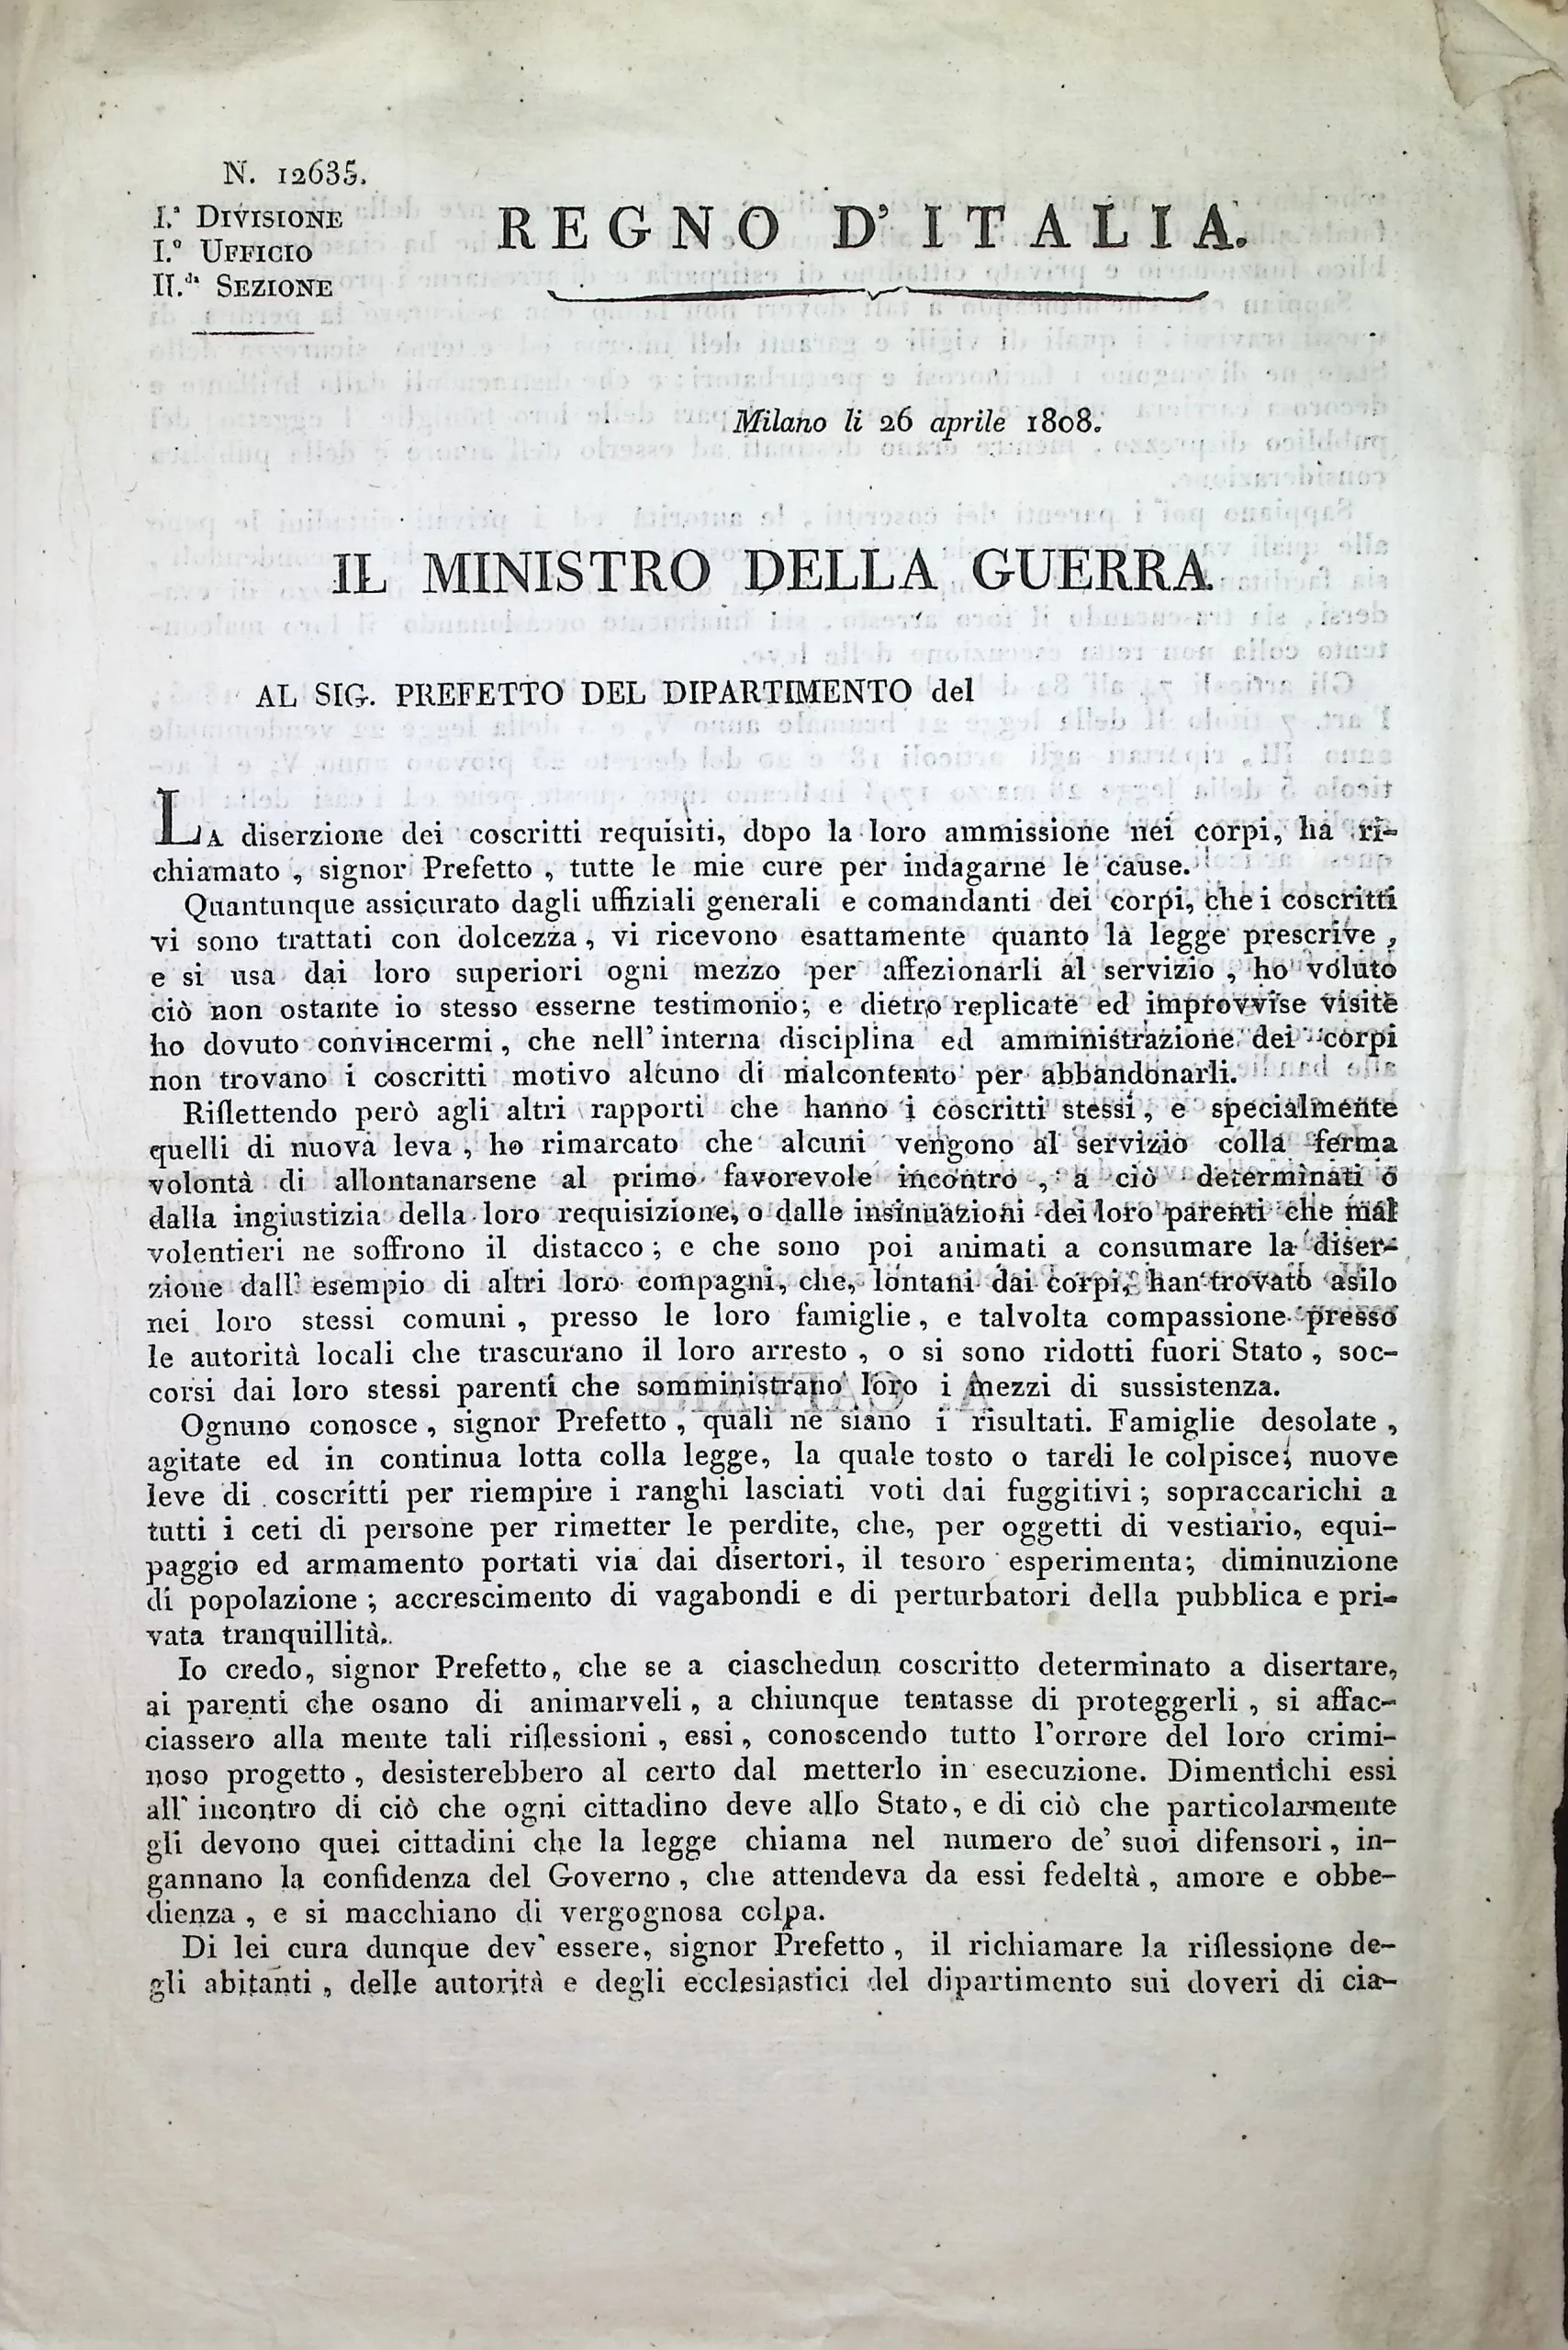 N. 12635.
I.ª DIVISIONE
I.º UFFICIO
II.dª SEZIONE
REGNO D'ITALIA.
Milano li 26 aprile 1808.
IL MINISTRO DELLA GUERRA
AL SIG. PREFETTO DEL DIPARTIMENTO del
LA diserzione dei coscritti requisiti, dopo la loro ammissione nei corpi, ha ri-
chiamato, signor Prefetto, tutte le mie cure per indagarne le cause.
Quantunque assicurato dagli uffiziali generali e comandanti dei corpi, che i coscritti
vi sono trattati con dolcezza, vi ricevono esattamente quanto la legge prescrive,
e si usa dai loro superiori ogni mezzo per affezionarli al servizio, ho voluto
ciò non ostante io stesso esserne testimonio; e dietro replicate ed improvvise visite
ho dovuto convincermi, che nell'interna disciplina ed amministrazione dei corpi
non trovano i coscritti motivo alcuno di malcontento per abbandonarli.
Riflettendo però agli altri rapporti che hanno i coscritti stessi, e specialmente
quelli di nuova leva, ho rimarcato che alcuni vengono al servizio colla ferma
volontà di allontanarsene al primo favorevole incontro, a ciò determinati o
dalla ingiustizia della loro requisizione, o dalle insinuazioni dei loro parenti che mal
volentieri ne soffrono il distacco; e che sono poi animati a consumare la diser-
zione dall'esempio di altri loro compagni, che, lontani dai corpi, han trovato asilo
nei loro stessi comuni, presso le loro famiglie, e talvolta compassione presso
le autorità locali che trascurano il loro arresto, o si sono ridotti fuori Stato, soc-
corsi dai loro stessi parenti che somministrano loro i mezzi di sussistenza.
Ognuno conosce, signor Prefetto, quali ne siano i risultati. Famiglie desolate,
agitate ed in continua lotta colla legge, la quale tosto o tardi le colpisce; nuove
leve di coscritti per riempire i ranghi lasciati voti dai fuggitivi; sopraccarichi a
tutti i ceti di persone per rimetter le perdite, che, per oggetti di vestiario, equi-
paggio ed armamento portati via dai disertori, il tesoro esperimenta; diminuzione
di popolazione; accrescimento di vagabondi e di perturbatori della pubblica e pri-
vata tranquillità.
Io credo, signor Prefetto, che se a ciaschedun coscritto determinato a disertare,
ai parenti che osano di animarveli, a chiunque tentasse di proteggerli, si affac-
ciassero alla mente tali riflessioni, essi, conoscendo tutto l'orrore del loro crimi-
noso progetto, desisterebbero al certo dal metterlo in esecuzione. Dimentichi essi
all'incontro di ciò che ogni cittadino deve allo Stato, e di ciò che particolarmente
gli devono quei cittadini che la legge chiama nel numero de' suoi difensori, in-
gannano la confidenza del Governo, che attendeva da essi fedeltà, amore e obbe-
dienza, e si macchiano di vergognosa colpa.
Di lei cura dunque dev'essere, signor Prefetto, il richiamare la riflessione de-
gli abitanti, delle autorità e degli ecclesiastici del dipartimento sui doveri di cia-